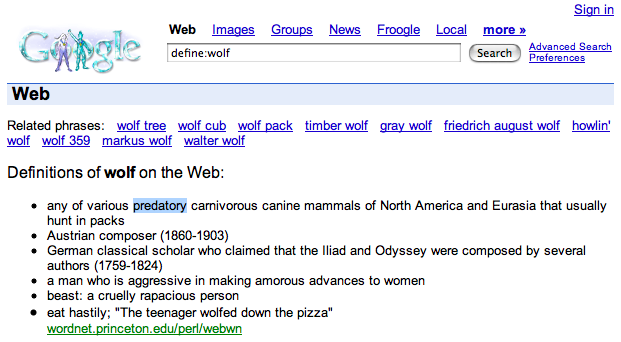 Sign in
Google
Web Images Groups News Froogle Local more »
define:wolf Search Advanced Search
Preferences
Web
Related phrases: wolf tree wolf cub wolf pack timber wolf gray wolf friedrich august wolf howlin'
wolf wolf 359 markus wolf walter wolf
Definitions of wolf on the Web:
• any of various predatory carnivorous canine mammals of North America and Eurasia that usually
hunt in packs
• Austrian composer (1860-1903)
• German classical scholar who claimed that the Iliad and Odyssey were composed by several
authors (1759-1824)
• a man who is aggressive in making amorous advances to women
• beast: a cruelly rapacious person
• eat hastily; "The teenager wolfed down the pizza"
wordnet.princeton.edu/perl/webwn